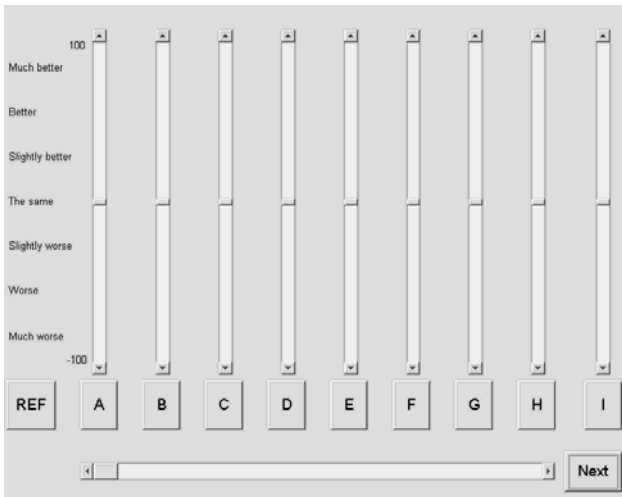 100
Much better
Better
Slightly better
The same
Slightly worse
Worse
Much worse
-100
REF A B C D E F G H I
Next